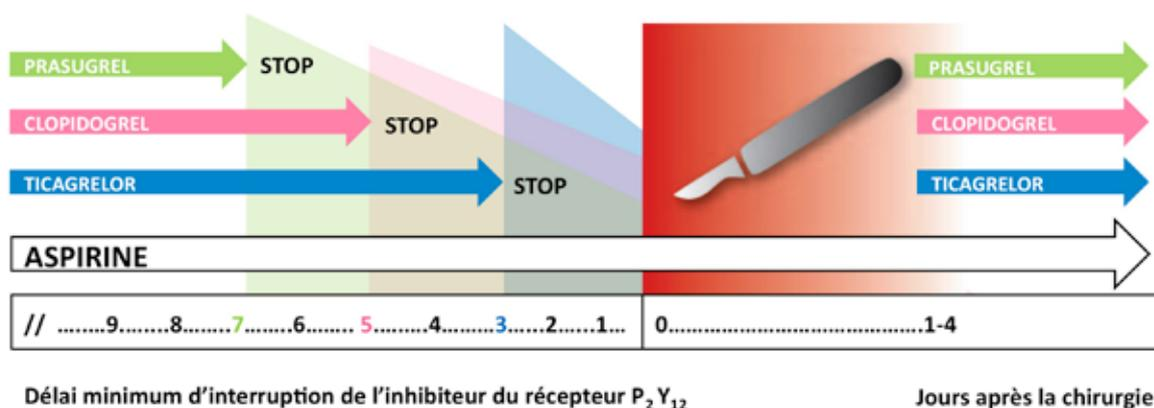 PRASUGREL STOP PRASUGREL
CLOPIDOGREL STOP CLOPIDOGREL
TICAGRELOR STOP TICAGRELOR
ASPIRINE
// .........9.........8.........7.........6........ 5.........4.........3......2......1... 0..........................................1-4
Délai minimum d'interruption de l'inhibiteur du récepteur P₂Y₁₂ Jours après la chirurgie